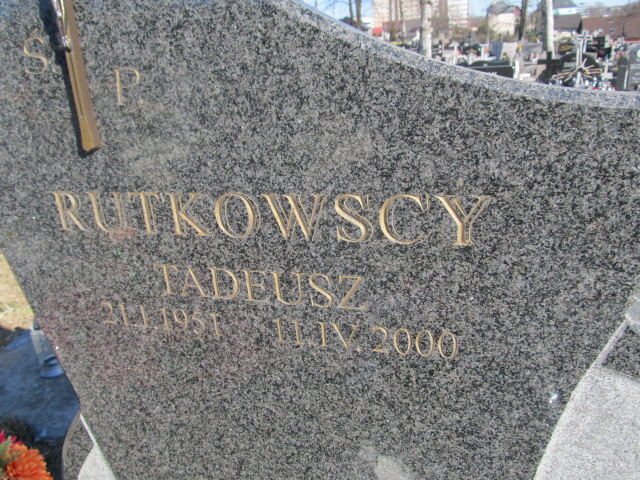 Ś. P.
RUTKOWSCY
TADEUSZ
21.I.1951 11.IV.2000